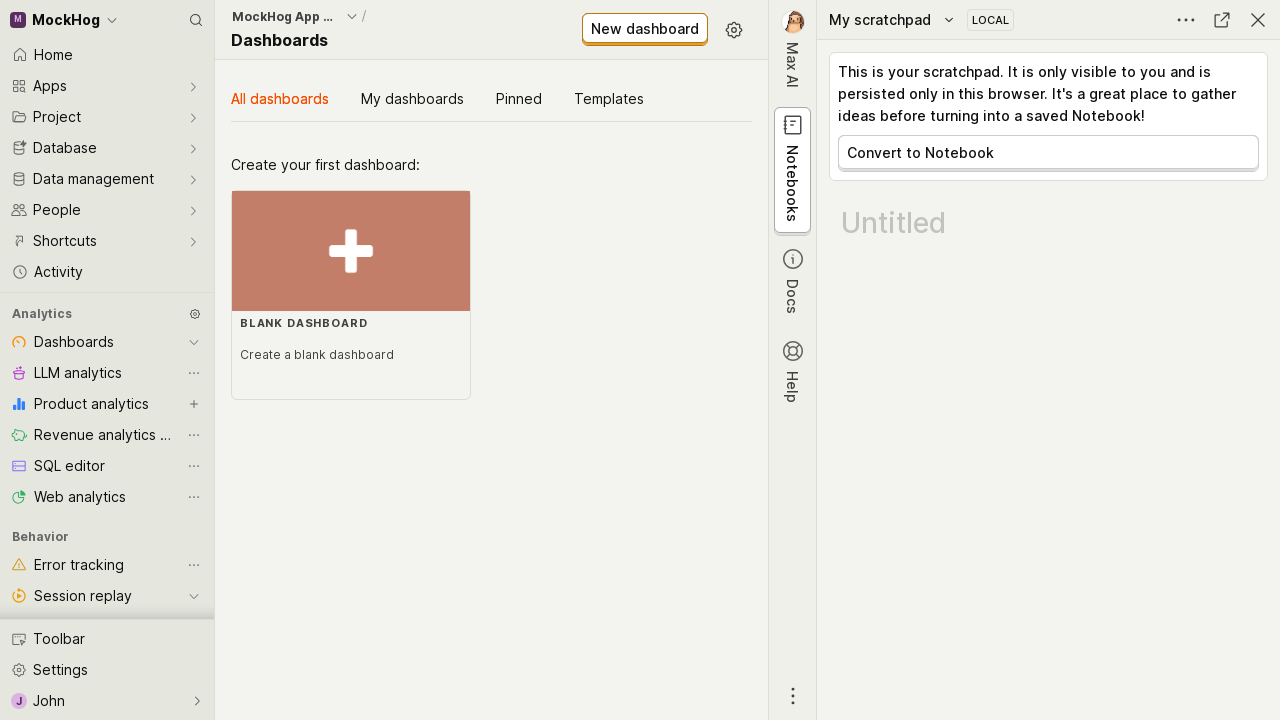 M MockHog
Home
Apps
Project
Database
Data management
People
Shortcuts
Activity
Analytics
Dashboards
LLM analytics
Product analytics
Revenue analytics ...
SQL editor
Web analytics
Behavior
Error tracking
Session replay
Toolbar
Settings
J John
MockHog App ... /
Dashboards
New dashboard
All dashboards My dashboards Pinned Templates
Create your first dashboard:
BLANK DASHBOARD
Create a blank dashboard
Max AI
Notebooks
Docs
Help
My scratchpad LOCAL
This is your scratchpad. It is only visible to you and is
persisted only in this browser. It's a great place to gather
ideas before turning into a saved Notebook!
Convert to Notebook
Untitled